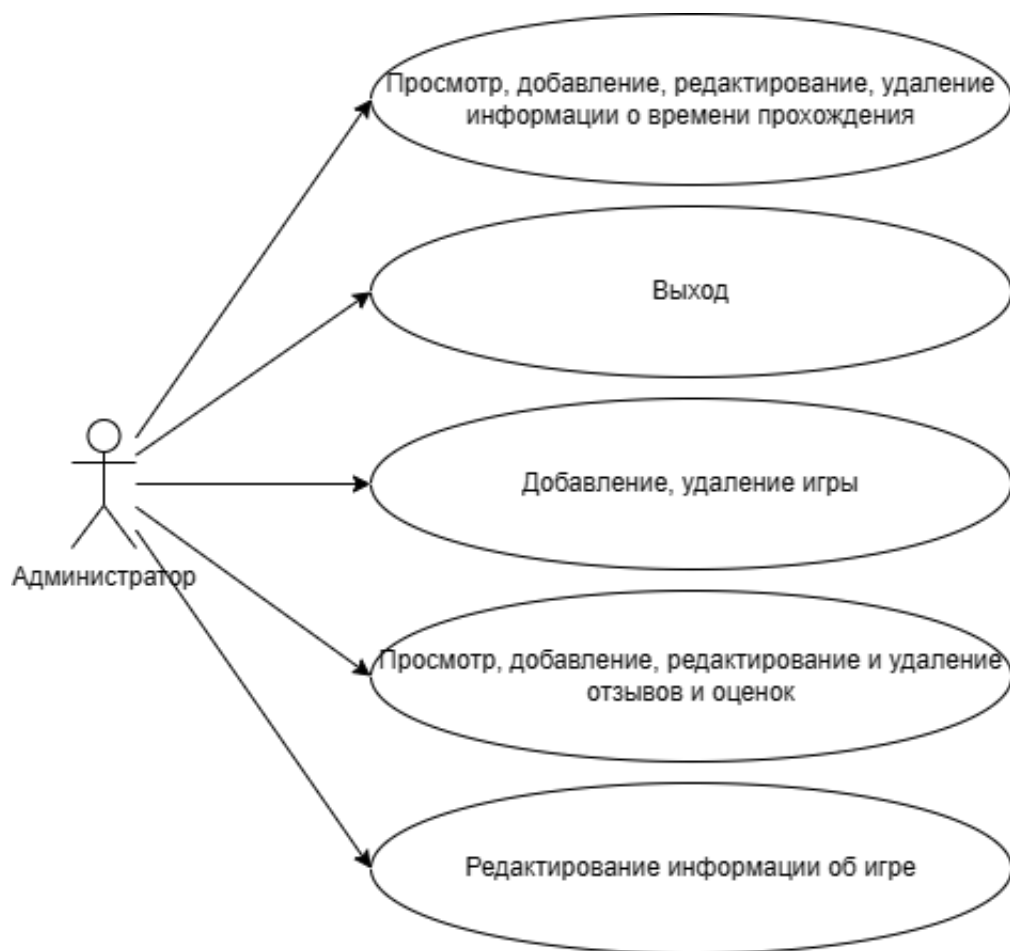 Просмотр, добавление, редактирование, удаление
информации о времени прохождения
Выход
Добавление, удаление игры
Администратор
Просмотр, добавление, редактирование и удаление
отзывов и оценок
Редактирование информации об игре